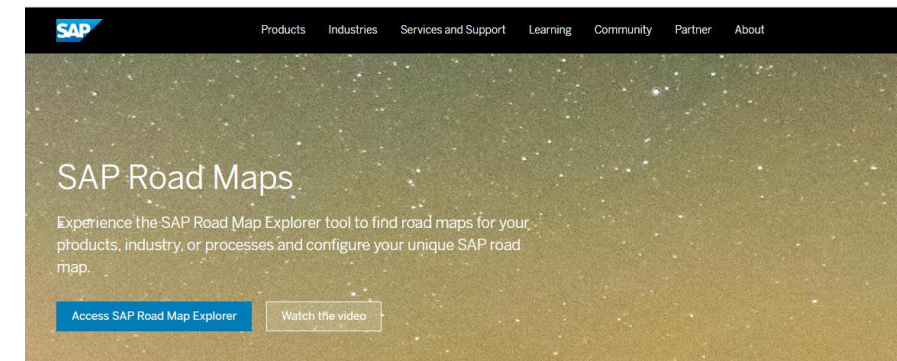 SAP
Products Industries Services and Support Learning Community Partner About
SAP Road Maps
Experience the SAP Road Map Explorer tool to find road maps for your
products, industry, or processes and configure your unique SAP road
map.
Access SAP Road Map Explorer Watch the video